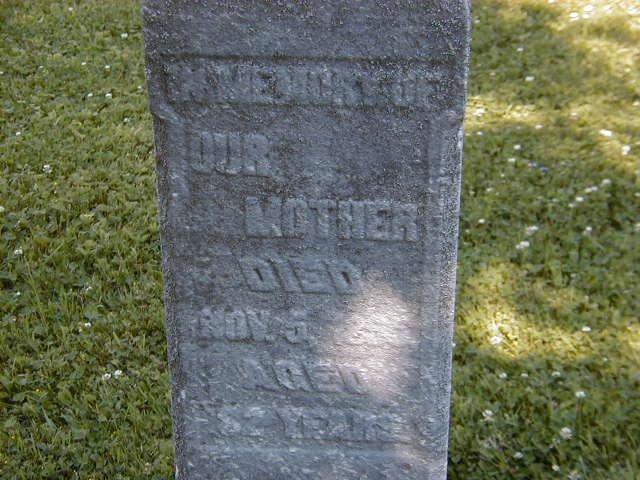 IN MEMORY OF
OUR
MOTHER
DIED
NOV. 5,
AGED
YEARS